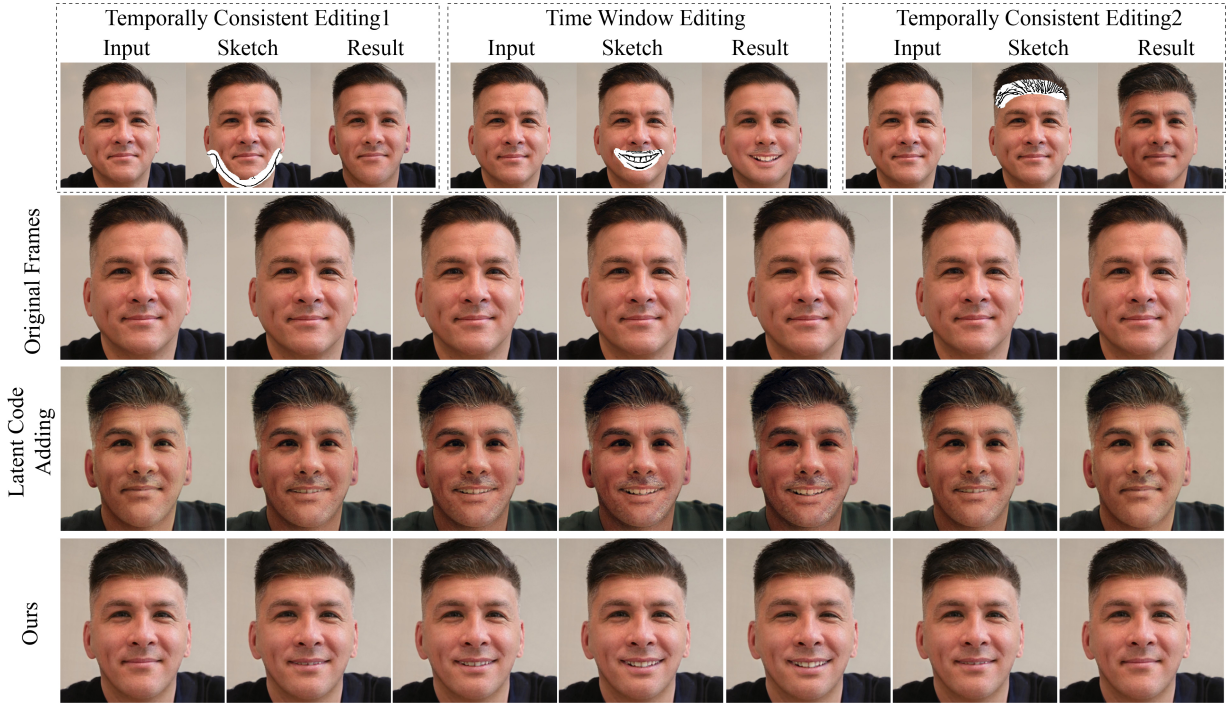 Temporally Consistent Editing1
Time Window Editing
Temporally Consistent Editing2
Input Sketch Result
Input Sketch Result
Input Sketch Result
Original Frames
Latent Code
Adding
Ours